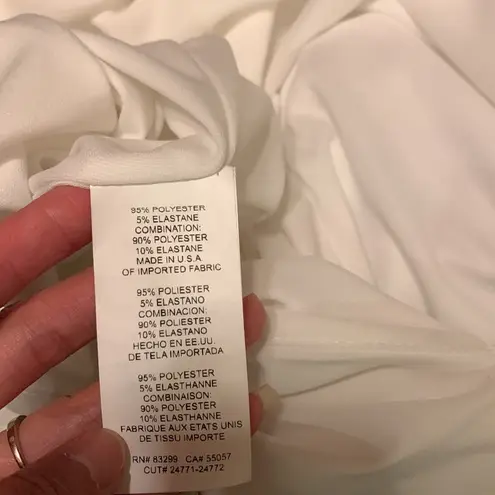 95% POLYESTER
5% ELASTANE
COMBINATION:
90% POLYESTER
10% ELASTANE
MADE IN U.S.A
OF IMPORTED FABRIC
95% POLIESTER
5% ELASTANO
COMBINACION:
90% POLIESTER
10% ELASTANO
HECHO EN EE.UU.
DE TELA IMPORTADA
95% POLYESTER
5% ELASTHANNE
COMBINAISON:
90% POLYESTER
10% ELASTHANNE
FABRIQUE AUX ETATS UNIS
DE TISSU IMPORTE
RN# 83299 CA# 55057
CUT# 24771-24772